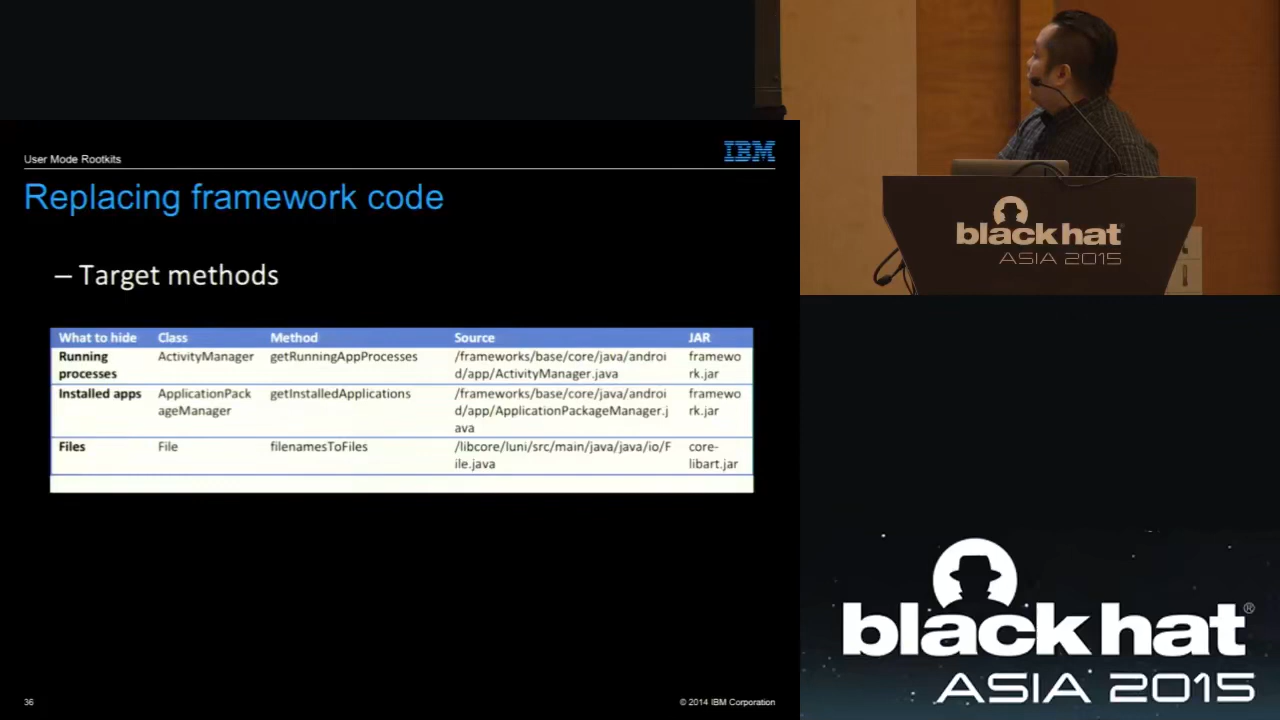 User Mode Rootkits
IBM
Replacing framework code
– Target methods
What to hide Class Method Source JAR
Running processes ActivityManager getRunningAppProcesses /frameworks/base/core/java/androi d/app/ActivityManager.java framewo rk.jar
Installed apps ApplicationPack ageManager getInstalledApplications /frameworks/base/core/java/androi d/app/ApplicationPackageManager.j ava framewo rk.jar
Files File filenamesToFiles /libcore/luni/src/main/java/java/io/F ile.java core- libart.jar
36
© 2014 IBM Corporation
black hat
ASIA 2015
black hat®
ASIA 2015